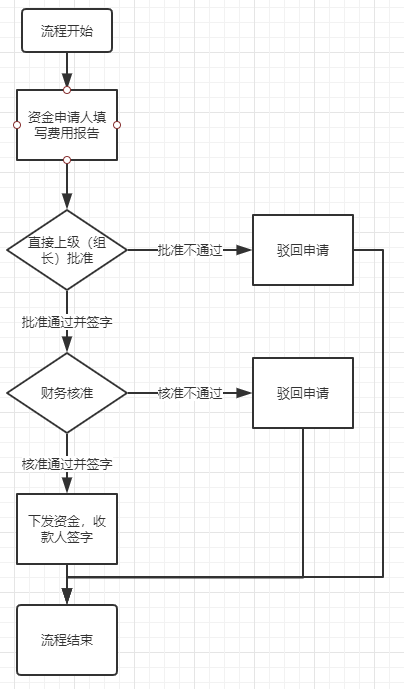 流程开始
资金申请人填
写费用报告
直接上级（组
长）批准
批准不通过
驳回申请
批准通过并签字
财务核准
核准不通过
驳回申请
核准通过并签字
下发资金，收
款人签字
流程结束